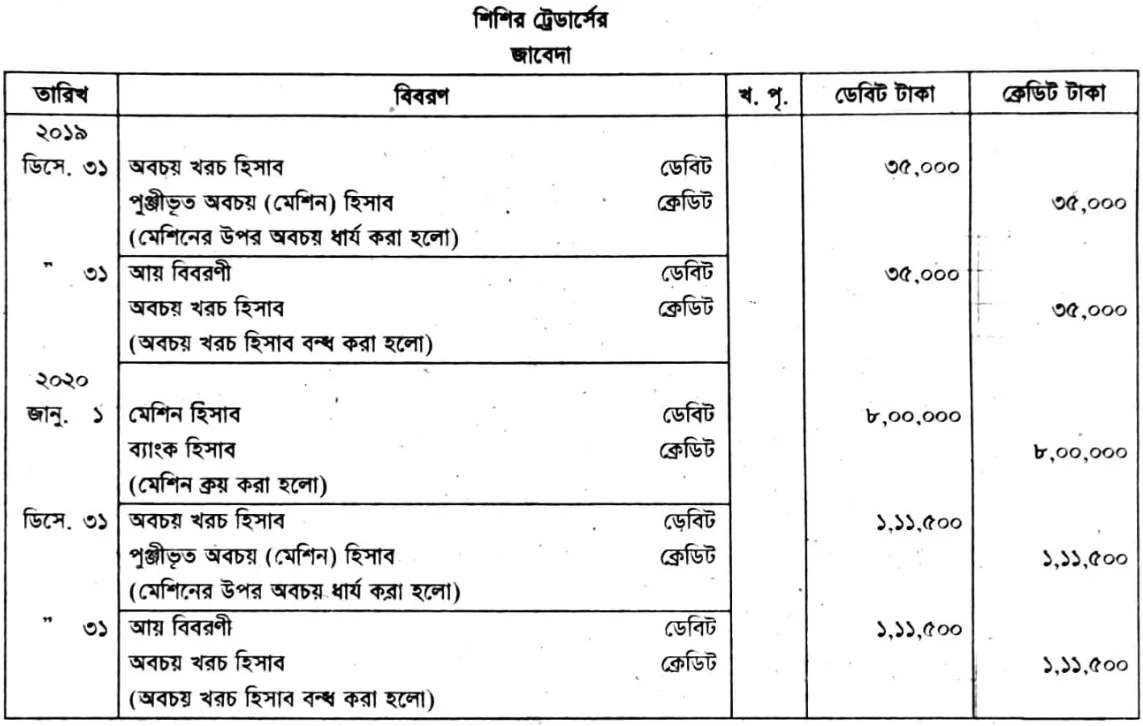 শিশির ট্রেডার্সের
জাবেদা
তারিখ বিবরণ খ. পৃ. ডেবিট টাকা ক্রেডিট টাকা
২০১৯
ডিসে. ৩১ অবচয় খরচ হিসাব ডেবিট ৩৫,০০০
পুঞ্জীভূত অবচয় (মেশিন) হিসাব ক্রেডিট ৩৫,০০০
(মেশিনের উপর অবচয় ধার্য করা হলো)
" ৩১ আয় বিবরণী ডেবিট ৩৫,০০০
অবচয় খরচ হিসাব ক্রেডিট ৩৫,০০০
(অবচয় খরচ হিসাব বন্ধ করা হলো)
২০২০
জানু. ১ মেশিন হিসাব ডেবিট ৮,০০,০০০
ব্যাংক হিসাব ক্রেডিট ৮,০০,০০০
(মেশিন ক্রয় করা হলো)
ডিসে. ৩১ অবচয় খরচ হিসাব ডেবিট ১,১১,৫০০
পুঞ্জীভূত অবচয় (মেশিন) হিসাব ক্রেডিট ১,১১,৫০০
(মেশিনের উপর অবচয় ধার্য করা হলো)
" ৩১ আয় বিবরণী ডেবিট ১,১১,৫০০
অবচয় খরচ হিসাব ক্রেডিট ১,১১,৫০০
(অবচয় খরচ হিসাব বন্ধ করা হলো)